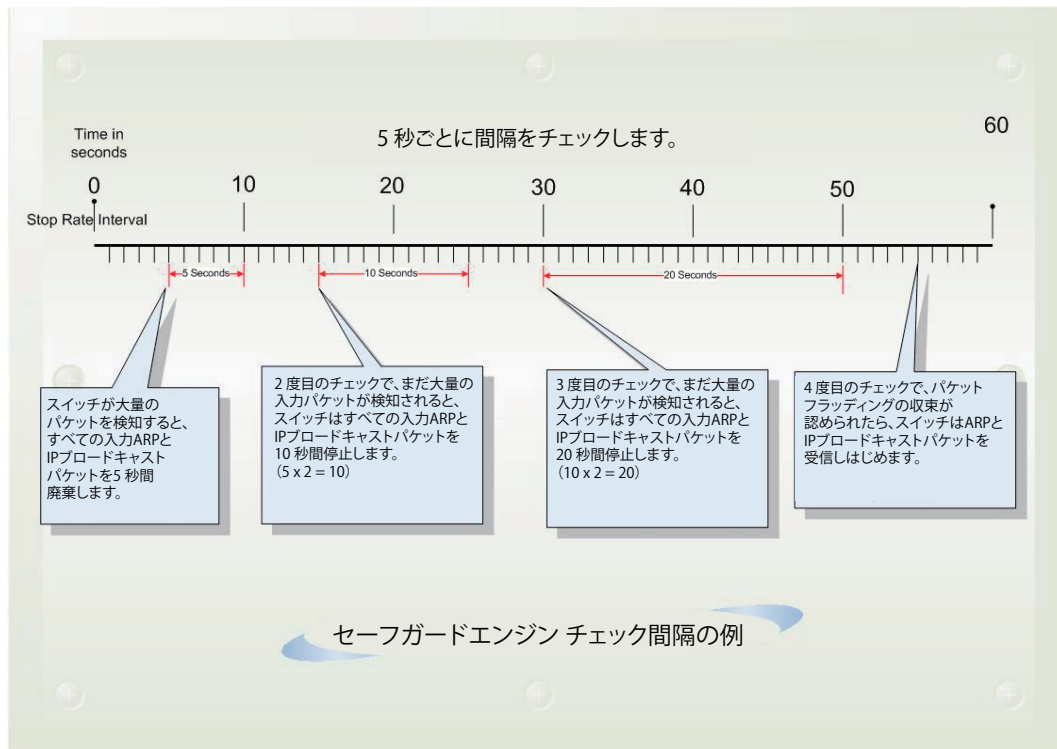 Time in
seconds
5 秒ごとに間隔をチェックします。
60
0
10
20
30
40
50
Stop Rate Interval
5 Seconds
10 Seconds
20 Seconds
スイッチが大量の
パケットを検知すると、
すべての入力ARPと
IPブロードキャスト
パケットを5 秒間
廃棄します。
2 度目のチェックで、まだ大量の
入力パケットが検知されると、
スイッチはすべての入力ARPと
IPブロードキャストパケットを
10 秒間停止します。
(5 x 2 = 10)
3 度目のチェックで、まだ大量の
入力パケットが検知されると、
スイッチはすべての入力ARPと
IPブロードキャストパケットを
20 秒間停止します。
(10 x 2 = 20)
4 度目のチェックで、パケット
フラッディングの収束が
認められたら、スイッチはARPと
IPブロードキャストパケットを
受信しはじめます。
セーフガードエンジン チェック間隔の例